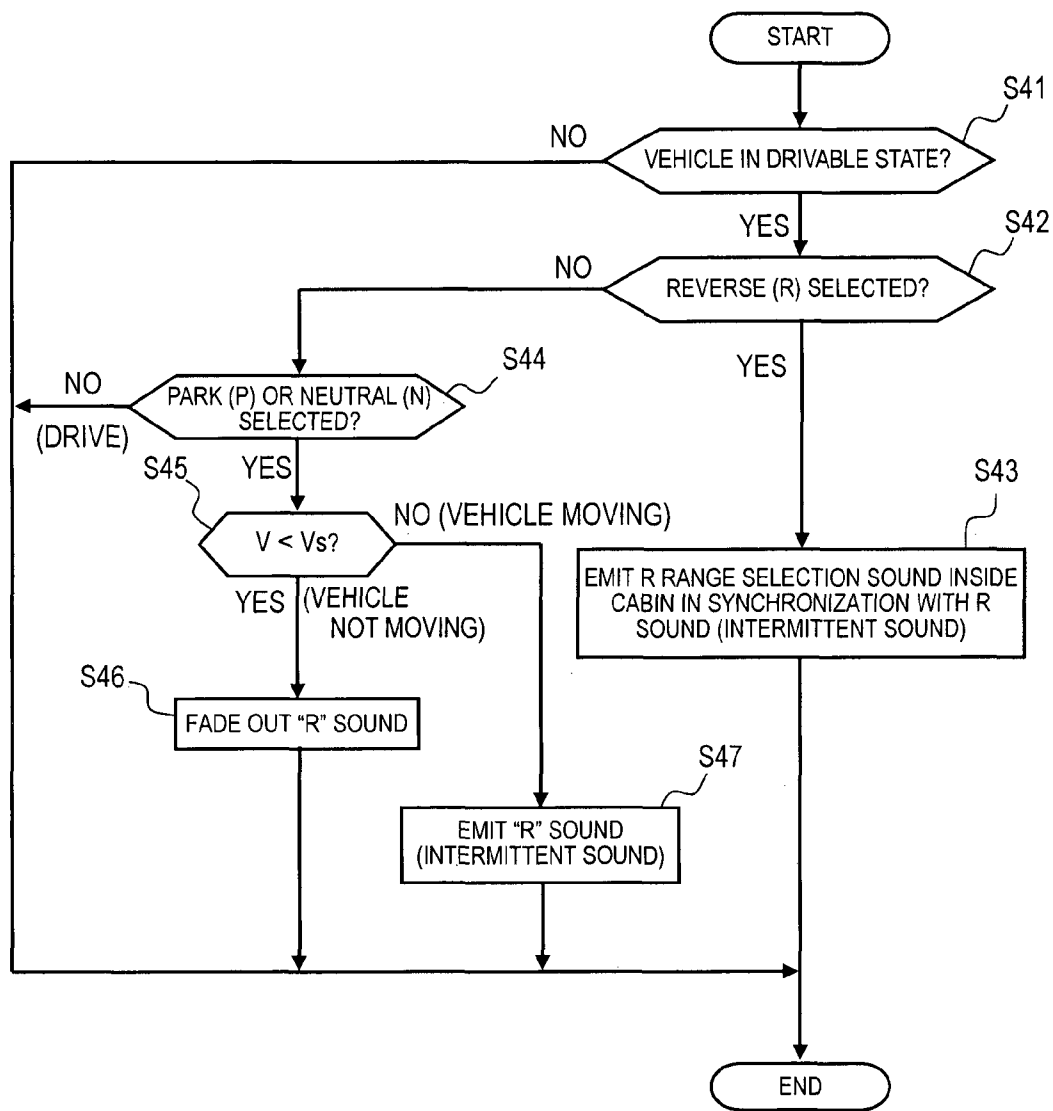 START
S41
NO
VEHICLE IN DRIVABLE STATE?
YES
S42
NO
REVERSE (R) SELECTED?
YES
S44
NO
PARK (P) OR NEUTRAL (N)
SELECTED?
(DRIVE)
YES
S45
S43
NO (VEHICLE MOVING)
V < Vs?
YES
(VEHICLE
NOT MOVING)
EMIT R RANGE SELECTION SOUND INSIDE
CABIN IN SYNCHRONIZATION WITH R
SOUND (INTERMITTENT SOUND)
S46
FADE OUT “R” SOUND
S47
EMIT “R” SOUND
(INTERMITTENT SOUND)
END